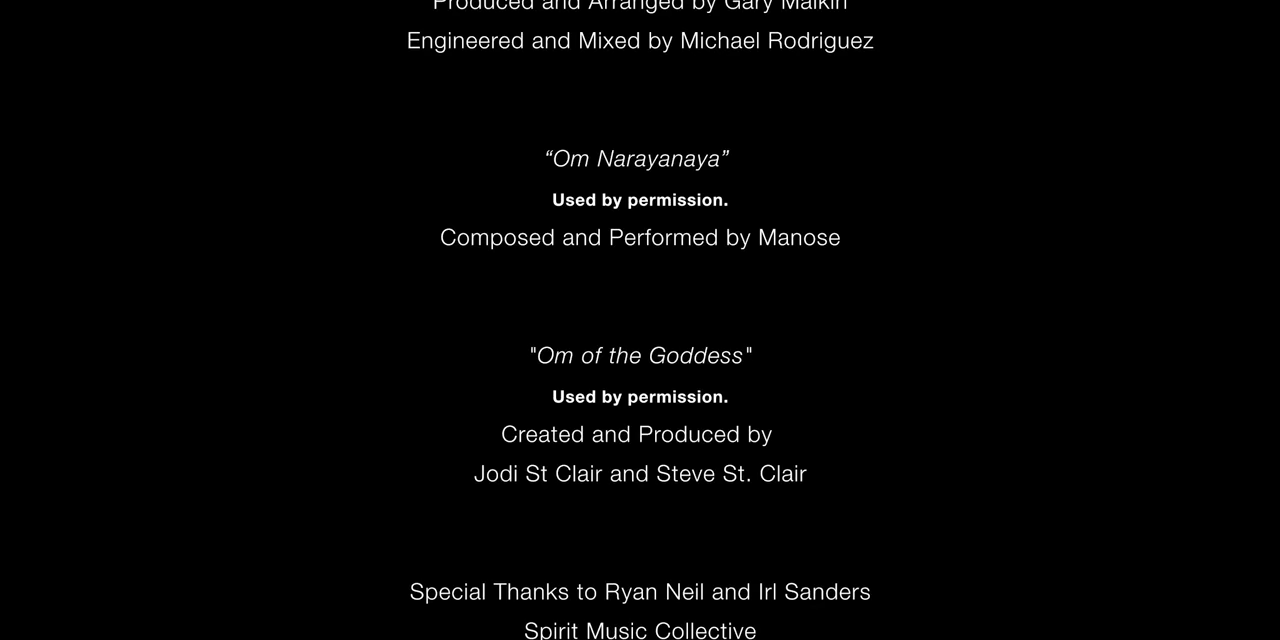 Produced and Arranged by Gary Malkin
Engineered and Mixed by Michael Rodriguez
“Om Narayanaya”
Used by permission.
Composed and Performed by Manose
"Om of the Goddess"
Used by permission.
Created and Produced by
Jodi St Clair and Steve St. Clair
Special Thanks to Ryan Neil and Irl Sanders
Spirit Music Collective